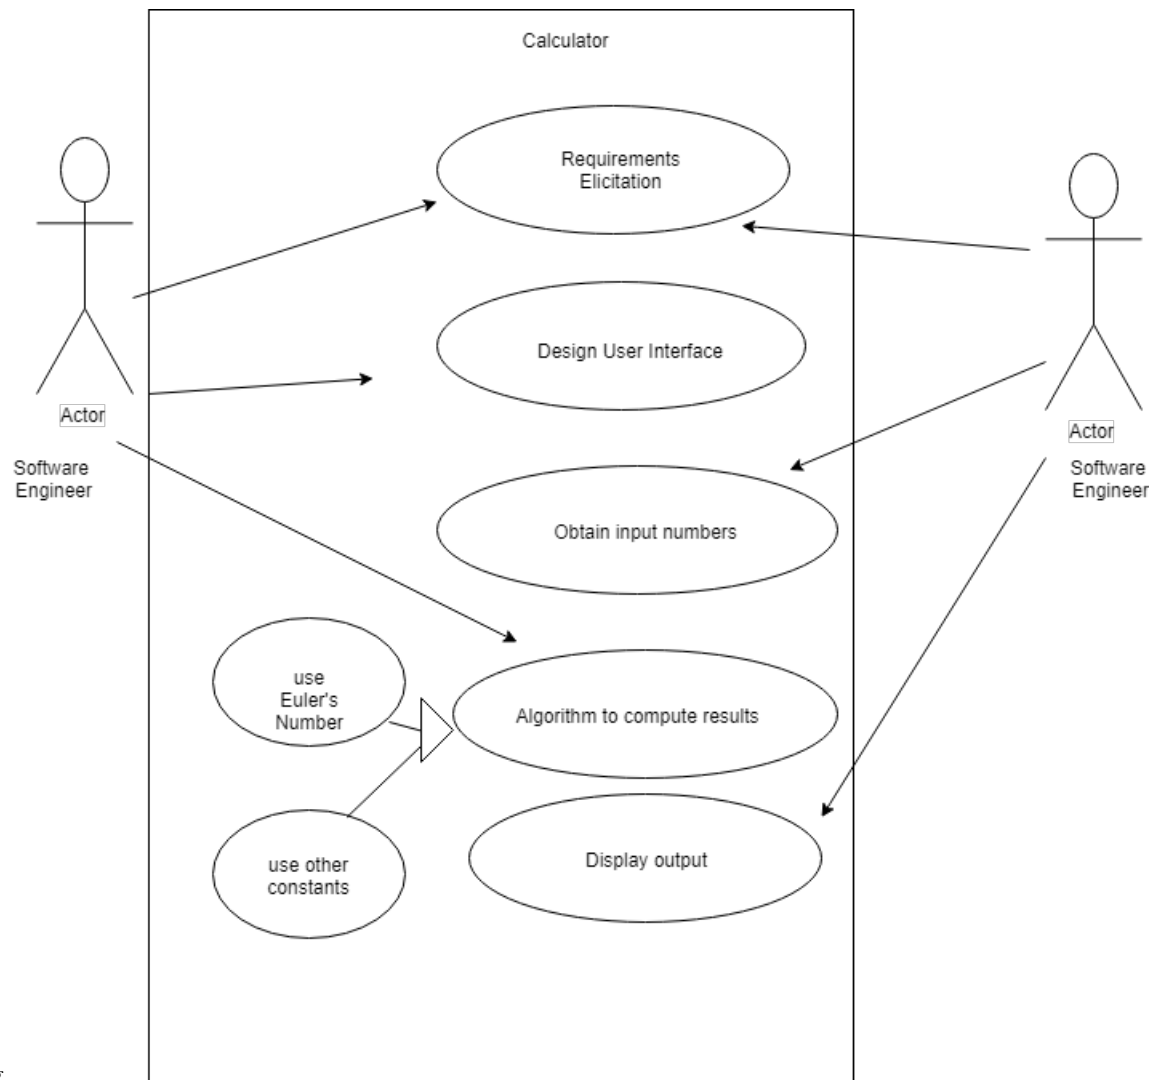 Calculator
Requirements
Elicitation
Design User Interface
Actor
Software
Engineer
Actor
Software
Engineer
Obtain input numbers
use
Euler's
Number
Algorithm to compute results
use other
constants
Display output